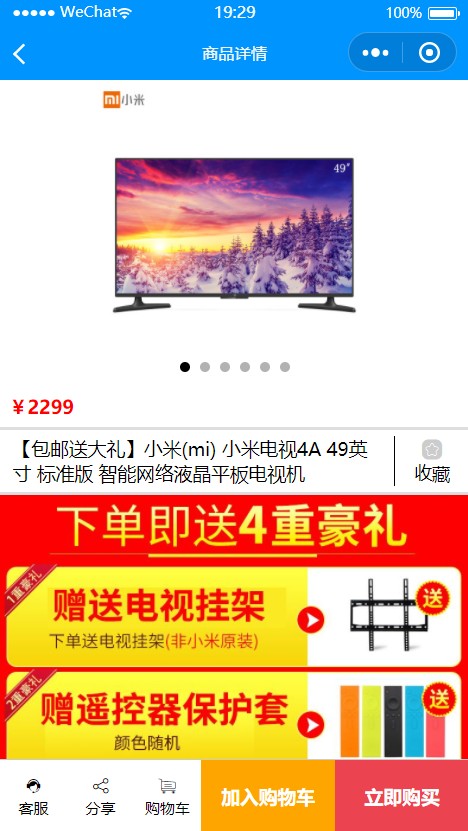 WeChat 19:29 100%
商品详情
mi 小米
49"
¥2299
【包邮送大礼】小米(mi) 小米电视4A 49英
寸 标准版 智能网络液晶平板电视机
收藏
下单即送4重豪礼
1重豪礼
赠送电视挂架
送
下单送电视挂架(非小米原装)
2重豪礼
赠遥控器保护套
送
颜色随机
客服 分享 购物车 加入购物车 立即购买